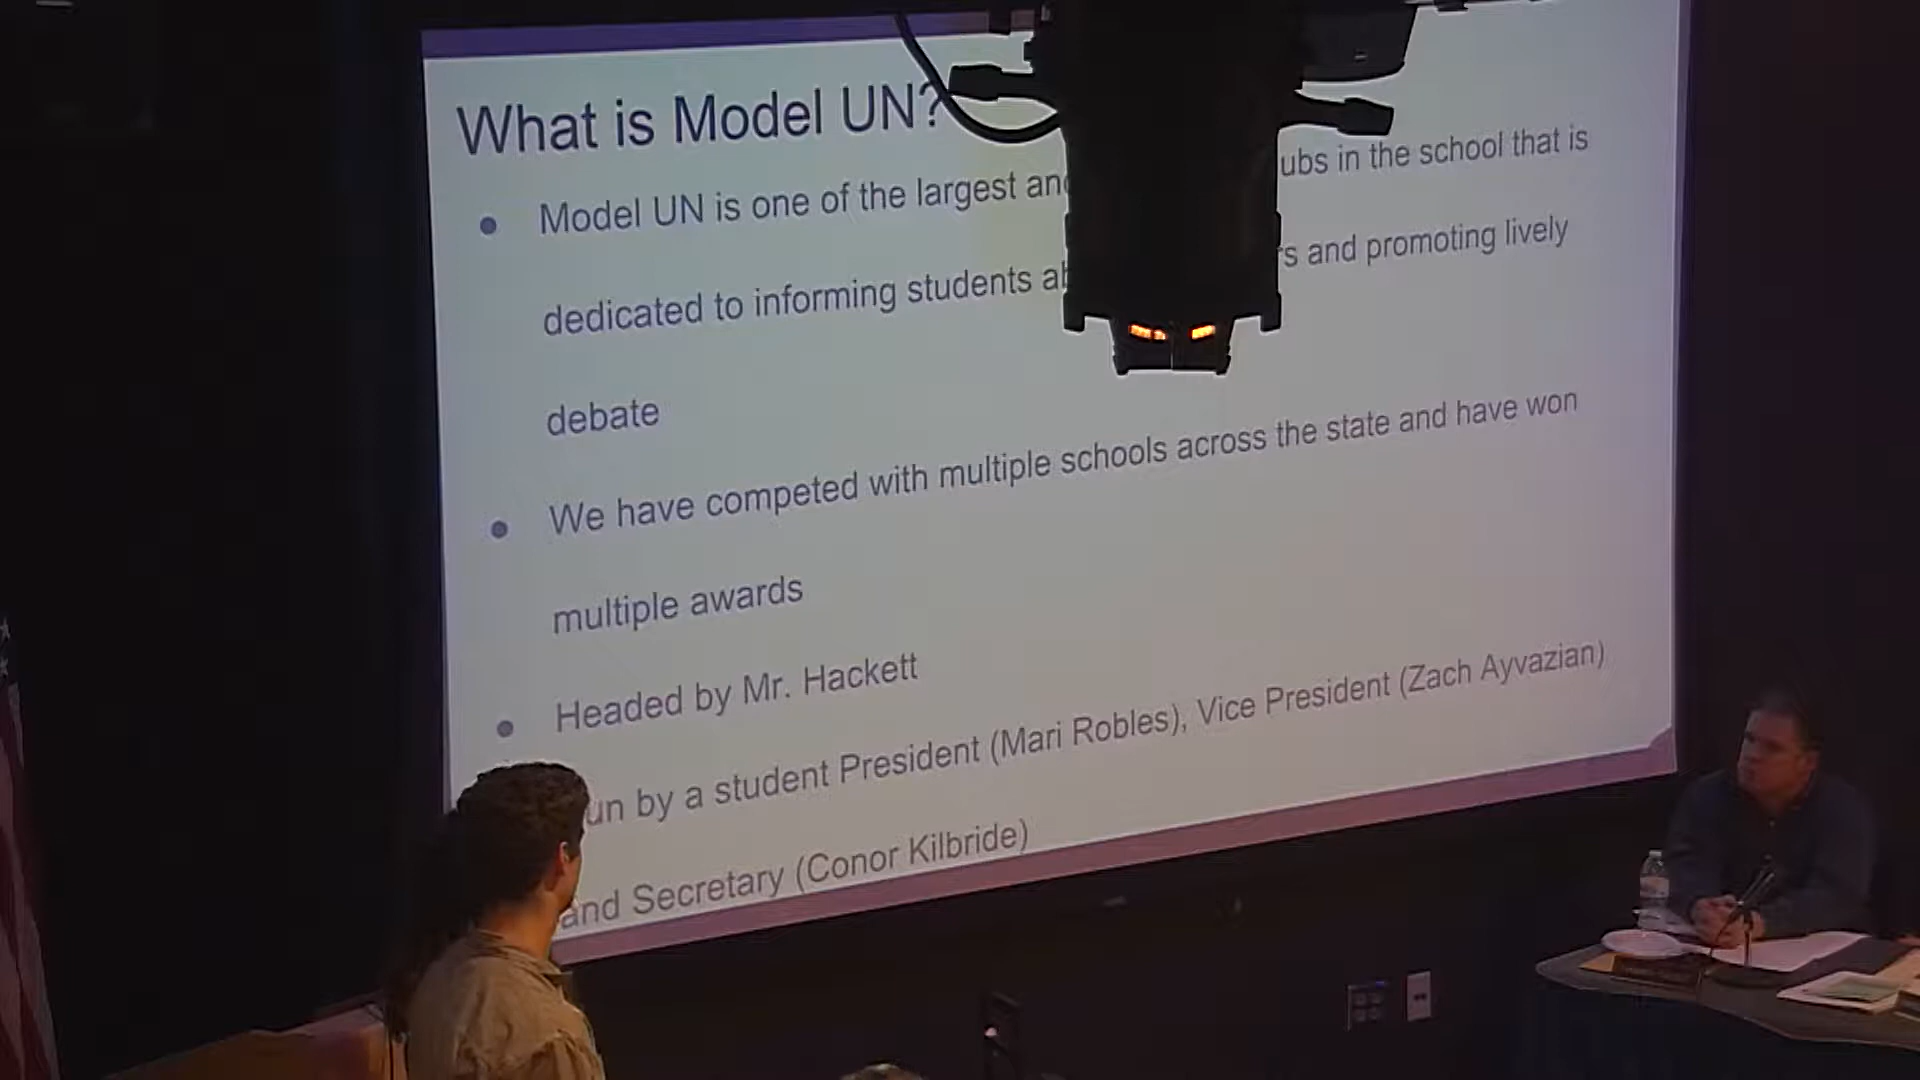 What is Model UN?
Model UN is one of the largest and ubs in the school that is
dedicated to informing students ab s and promoting lively
debate
We have competed with multiple schools across the state and have won
multiple awards
Headed by Mr. Hackett
un by a student President (Mari Robles), Vice President (Zach Ayvazian)
and Secretary (Conor Kilbride)